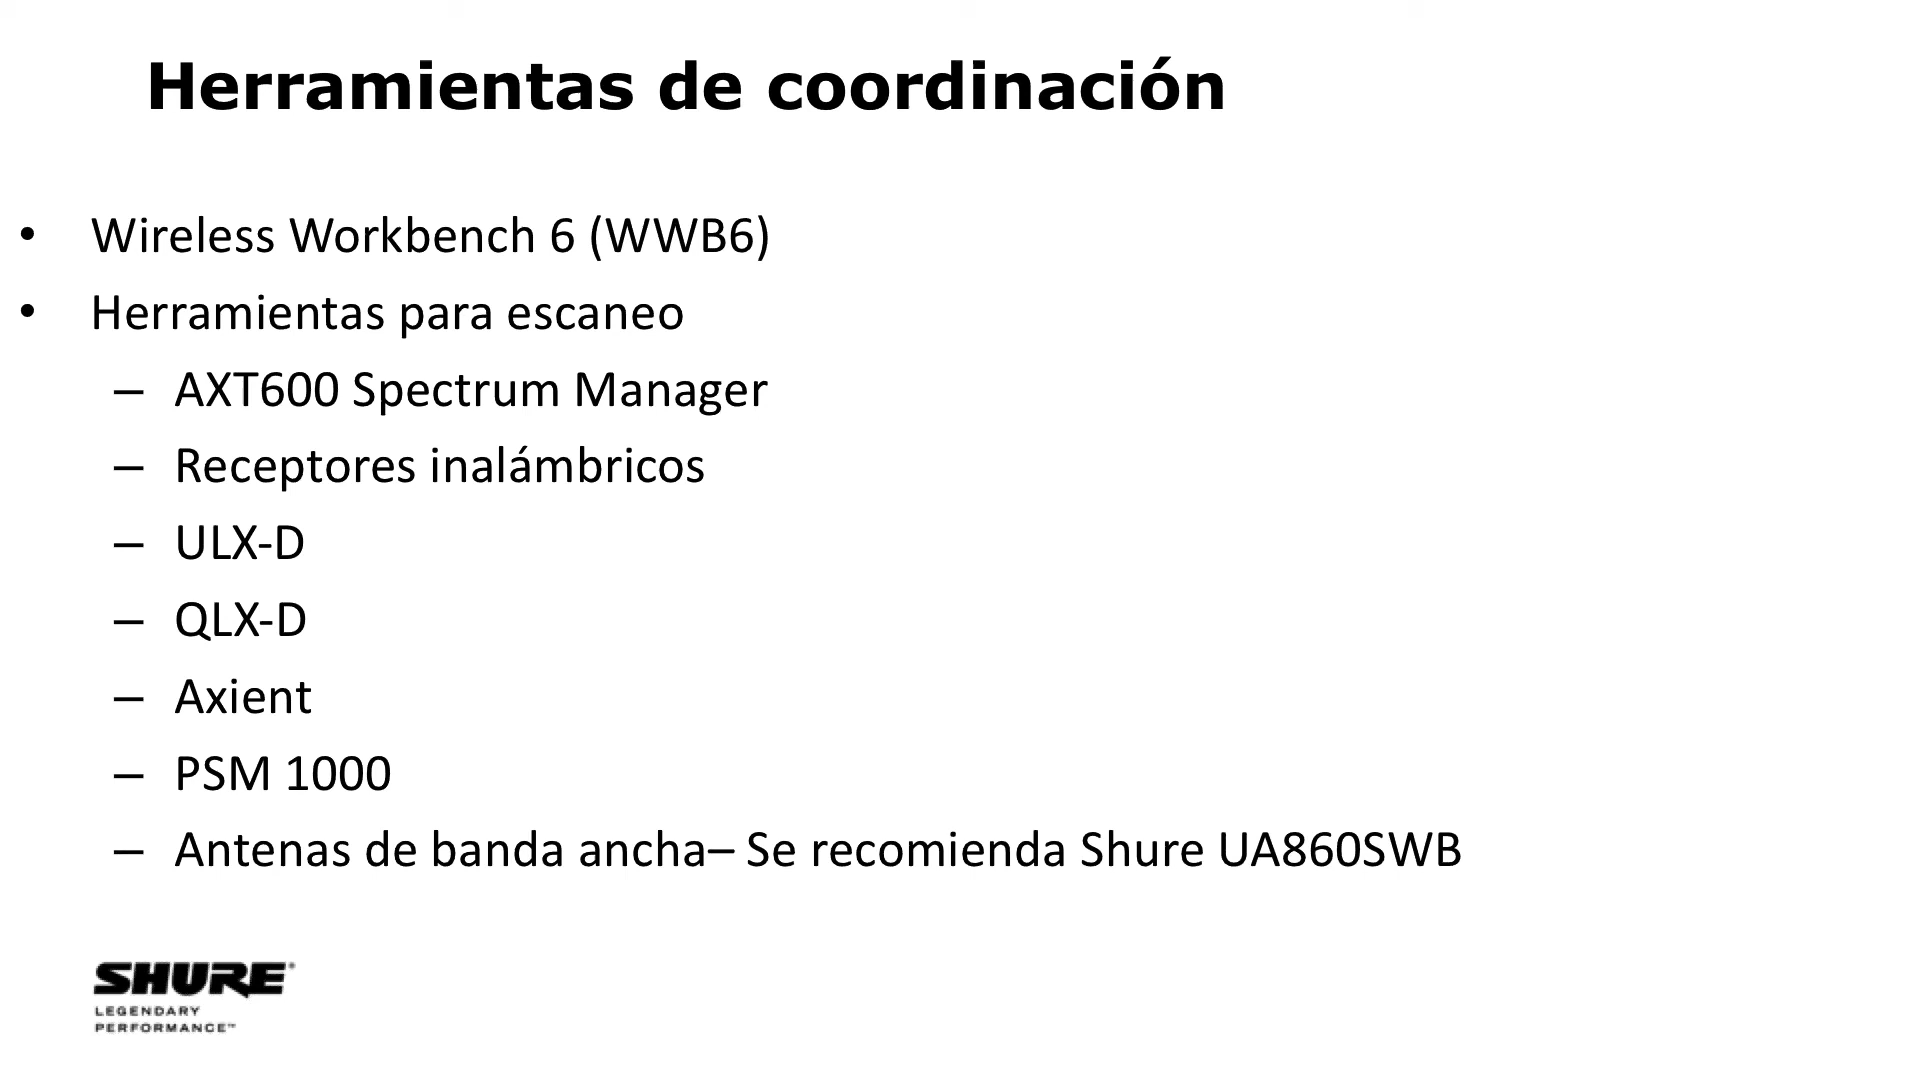 Herramientas de coordinación
• Wireless Workbench 6 (WWB6)
• Herramientas para escaneo
– AXT600 Spectrum Manager
– Receptores inalámbricos
– ULX-D
– QLX-D
– Axient
– PSM 1000
– Antenas de banda ancha– Se recomienda Shure UA860SWB
SHURE®
LEGENDARY
PERFORMANCE™